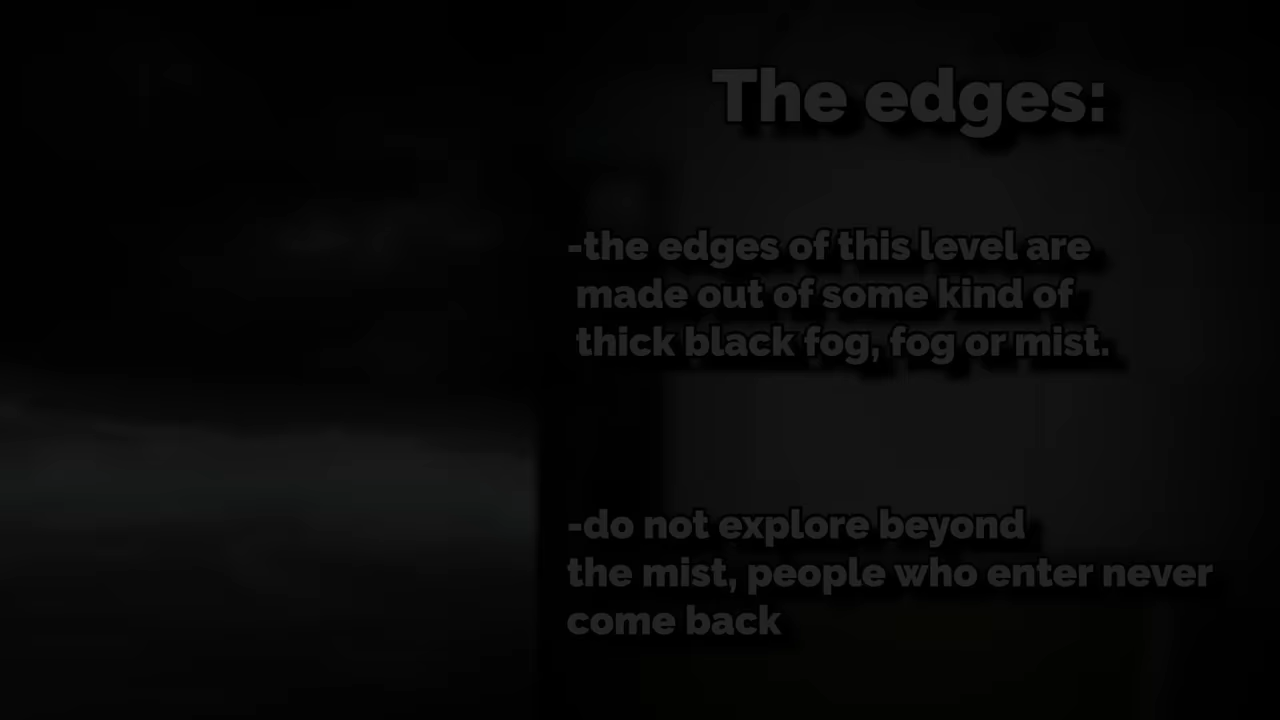 The edges:
-the edges of this level are
made out of some kind of
thick black fog, fog or mist.
-do not explore beyond
the mist, people who enter never
come back